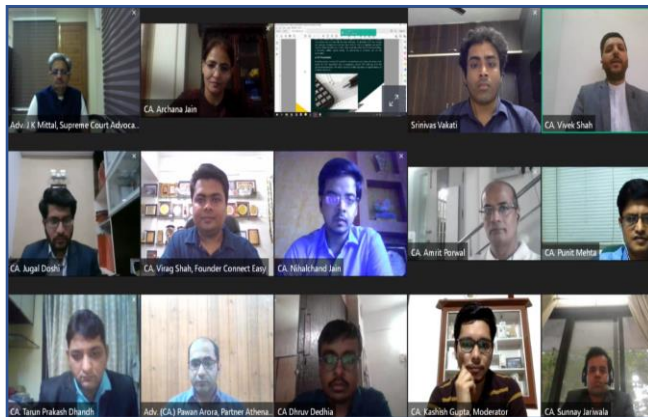 Adv. J K Mittal, Supreme Court Advoca...
CA. Archana Jain
Srinivas Vakati
CA. Vivek Shah
CA. Jugal Doshi
CA. Virag Shah, Founder Connect Easy
CA. Nihalchand Jain
CA. Amrit Porwal
CA. Punit Mehta
CA. Tarun Prakash Dhandh
Adv. (CA.) Pawan Arora, Partner Athena...
CA Dhruv Dedhia
CA. Kashish Gupta, Moderator
CA. Sunnay Jariwala